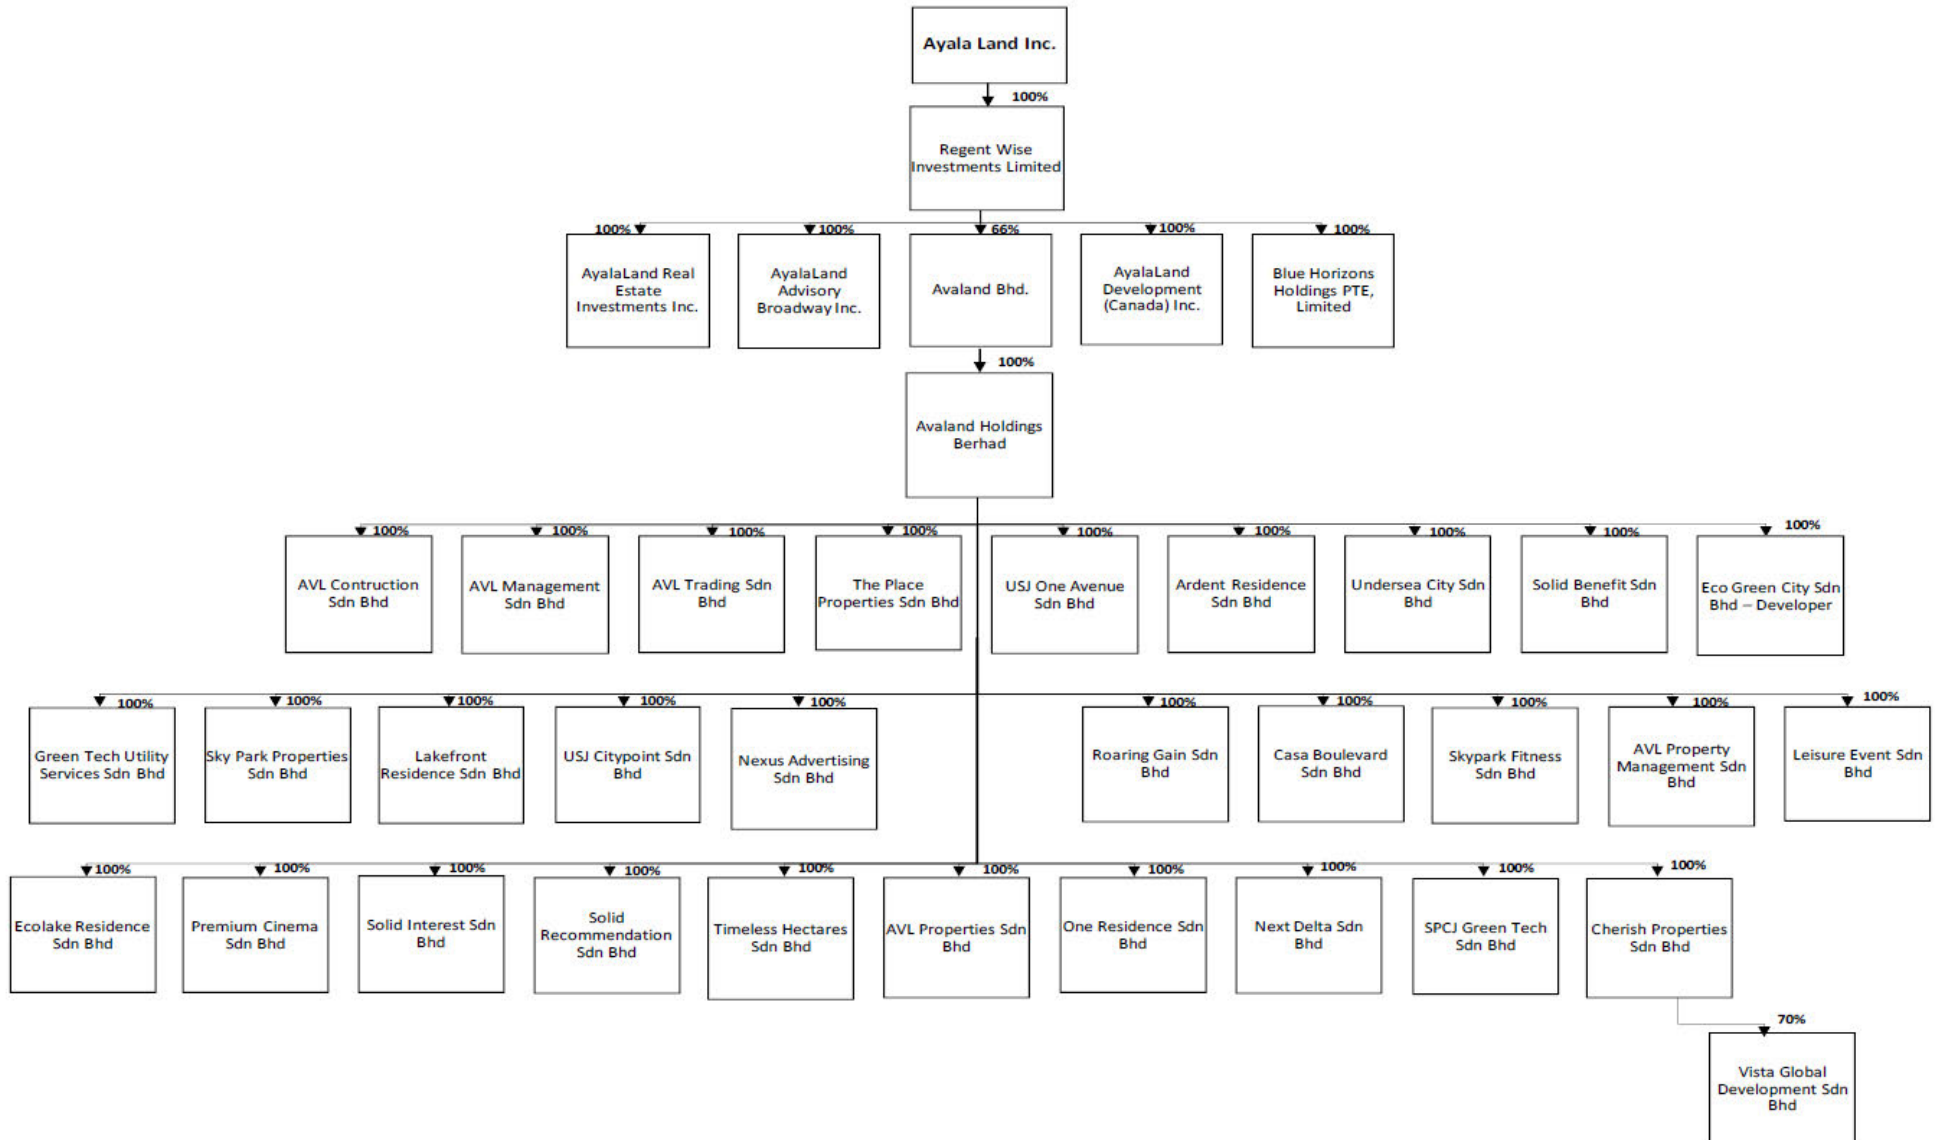 Ayala Land Inc.
100%
Regent Wise
Investments Limited
100%
100%
66%
100%
100%
AyalaLand Real
Estate
Investments Inc.
AyalaLand
Advisory
Broadway Inc.
Avaland Bhd.
AyalaLand
Development
(Canada) Inc.
Blue Horizons
Holdings PTE,
Limited
100%
Avaland Holdings
Berhad
100%
100%
100%
100%
100%
100%
100%
100%
100%
AVL Contruction
Sdn Bhd
AVL Management
Sdn Bhd
AVL Trading Sdn
Bhd
The Place
Properties Sdn Bhd
USJ One Avenue
Sdn Bhd
Ardent Residence
Sdn Bhd
Undersea City Sdn
Bhd
Solid Benefit Sdn
Bhd
Eco Green City Sdn
Bhd – Developer
100%
100%
100%
100%
100%
100%
100%
100%
100%
100%
Green Tech Utility
Services Sdn Bhd
Sky Park Properties
Sdn Bhd
Lakefront
Residence Sdn Bhd
USJ Citypoint Sdn
Bhd
Nexus Advertising
Sdn Bhd
Roaring Gain Sdn
Bhd
Casa Boulevard
Sdn Bhd
Skypark Fitness
Sdn Bhd
AVL Property
Management Sdn
Bhd
Leisure Event Sdn
Bhd
100%
100%
100%
100%
100%
100%
100%
100%
100%
100%
Ecolake Residence
Sdn Bhd
Premium Cinema
Sdn Bhd
Solid Interest Sdn
Bhd
Solid
Recommendation
Sdn Bhd
Timeless Hectares
Sdn Bhd
AVL Properties Sdn
Bhd
One Residence Sdn
Bhd
Next Delta Sdn
Bhd
SPCJ Green Tech
Sdn Bhd
Cherish Properties
Sdn Bhd
70%
Vista Global
Development Sdn
Bhd